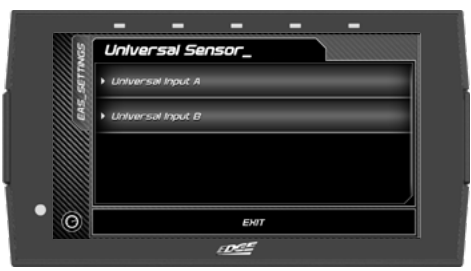 Universal Sensor_
EAS_SETTINGS
Universal Input A
Universal Input B
EXIT
EDGE